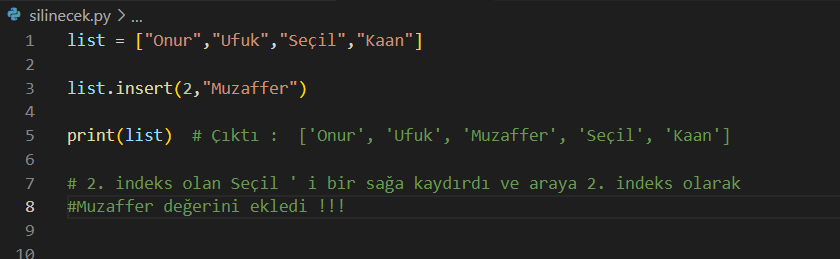 silinecek.py > ...
1 list = ["Onur","Ufuk","Seçil","Kaan"]
2
3 list.insert(2,"Muzaffer")
4
5 print(list)  # Çıktı :  ['Onur', 'Ufuk', 'Muzaffer', 'Seçil', 'Kaan']
6
7 # 2. indeks olan Seçil ' i bir sağa kaydırdı ve araya 2. indeks olarak
8 #Muzaffer değerini ekledi !!!
9
10